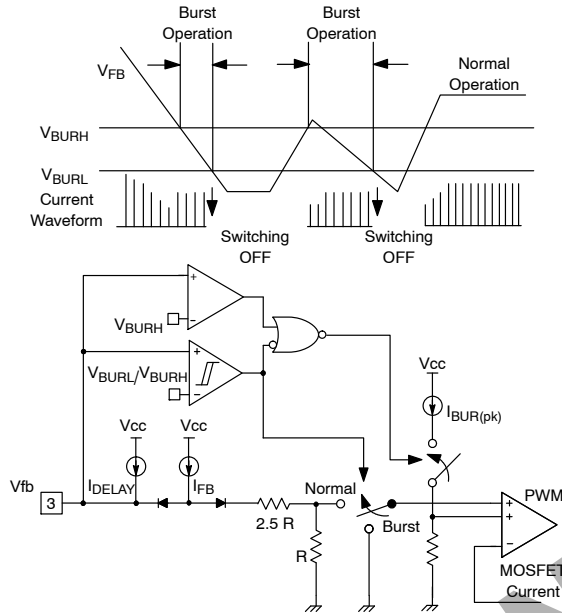 Burst
Operation
Burst
Operation
Normal
Operation
V_FB
V_BURH
V_BURL
Current
Waveform
Switching
OFF
Switching
OFF
+
−
V_BURH
+
−
V_BURL/V_BURH
Vcc
I_BUR(pk)
Vcc
Vcc
Vfb
3
I_DELAY
I_FB
2.5 R
R
Normal
Burst
PWM
+
+
−
MOSFET
Current